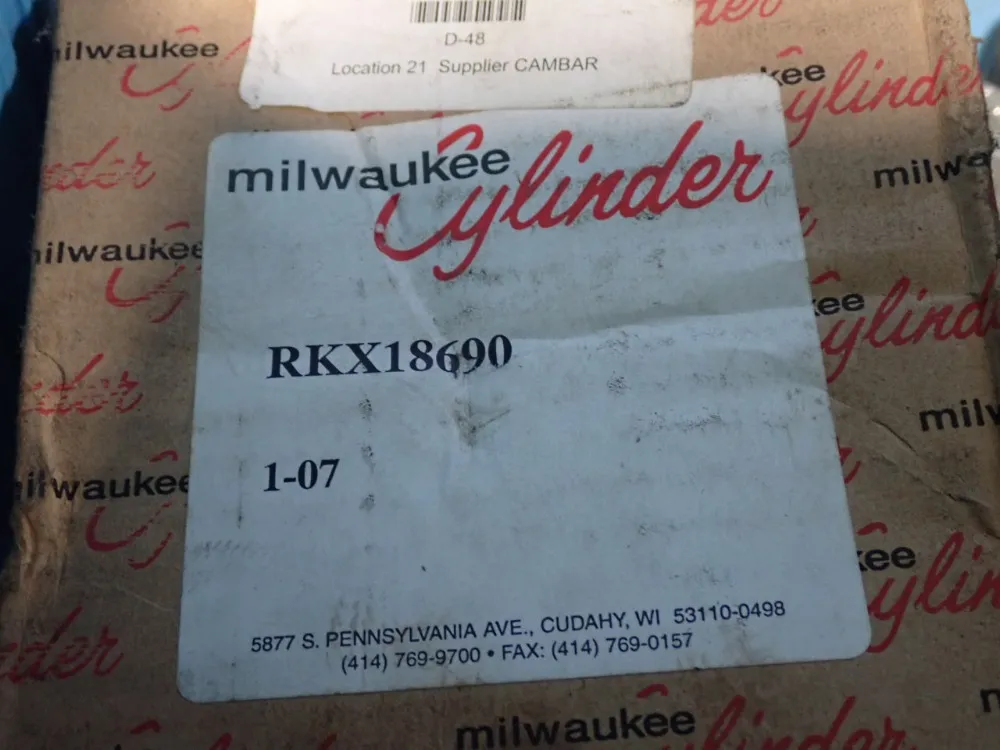 D-48
Location 21 Supplier CAMBAR
milwaukee Cylinder
RKX18690
1-07
5877 S. PENNSYLVANIA AVE., CUDAHY, WI 53110-0498
(414) 769-9700 • FAX: (414) 769-0157
milwaukee Cylinder